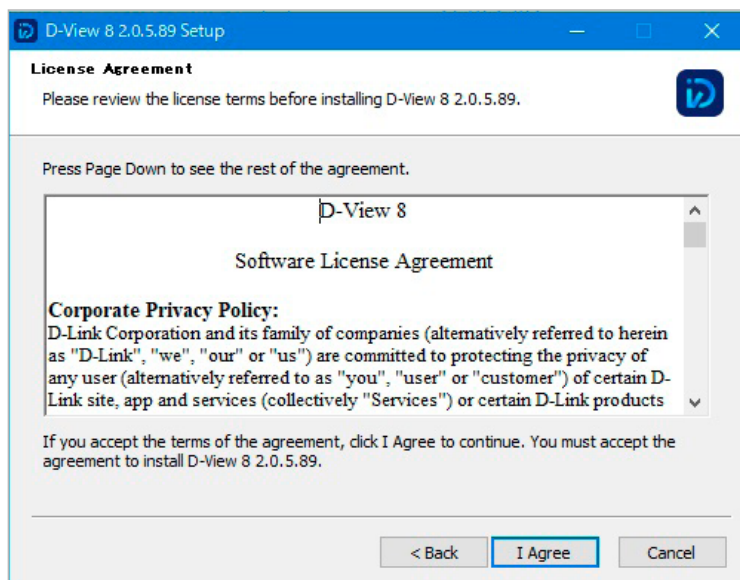 D-View 8 2.0.5.89 Setup
License Agreement
Please review the license terms before installing D-View 8 2.0.5.89.
Press Page Down to see the rest of the agreement.
D-View 8
Software License Agreement
Corporate Privacy Policy:
D-Link Corporation and its family of companies (alternatively referred to herein
as "D-Link", "we", "our" or "us") are committed to protecting the privacy of
any user (alternatively referred to as "you", "user" or "customer") of certain D-
Link site, app and services (collectively "Services") or certain D-Link products
If you accept the terms of the agreement, click I Agree to continue. You must accept the
agreement to install D-View 8 2.0.5.89.
< Back
I Agree
Cancel